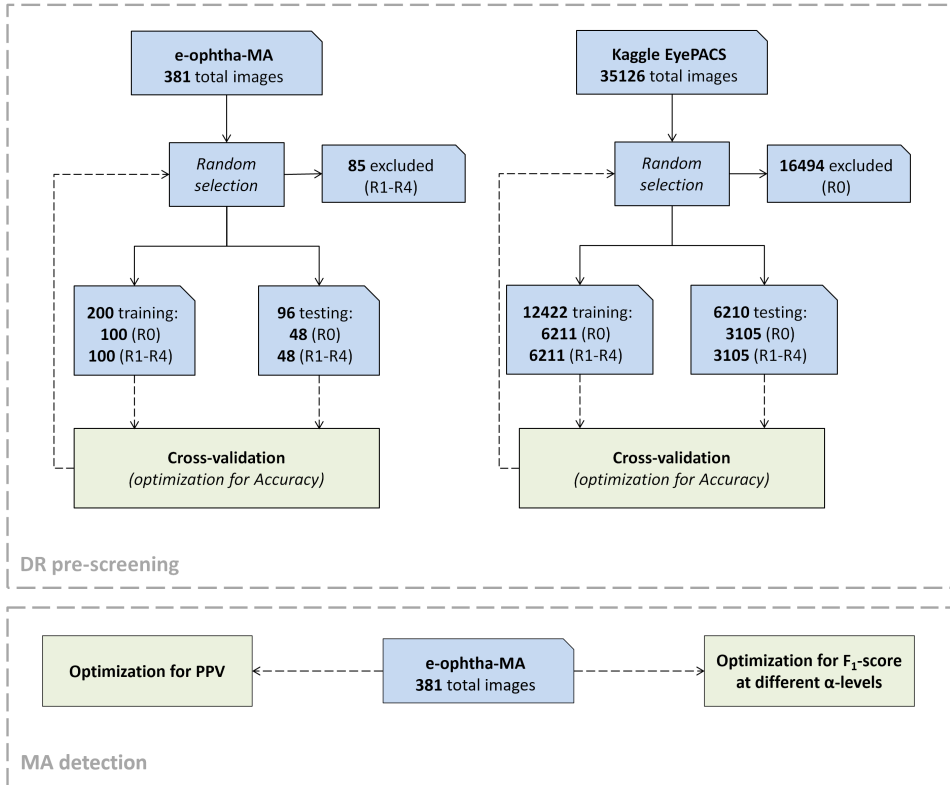 e-ophtha-MA
381 total images
Kaggle EyePACS
35126 total images
Random
selection
85 excluded
(R1-R4)
Random
selection
16494 excluded
(R0)
200 training:
100 (R0)
100 (R1-R4)
96 testing:
48 (R0)
48 (R1-R4)
12422 training:
6211 (R0)
6211 (R1-R4)
6210 testing:
3105 (R0)
3105 (R1-R4)
Cross-validation
(optimization for Accuracy)
Cross-validation
(optimization for Accuracy)
DR pre-screening
Optimization for PPV
e-ophtha-MA
381 total images
Optimization for F₁-score
at different α-levels
MA detection